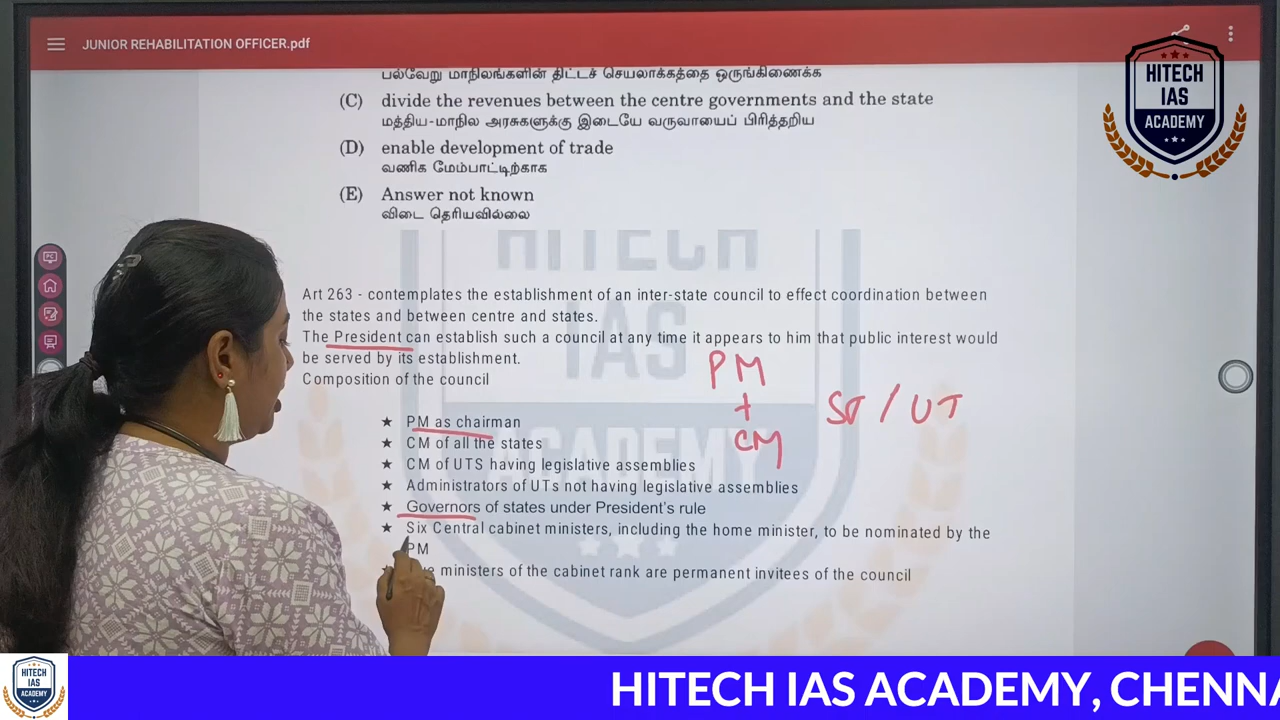 JUNIOR REHABILITATION OFFICER.pdf
HITECH
IAS
ACADEMY
பல்வேறு மாநிலங்களின் திட்டச் செயலாக்கத்தை ஒருங்கிணைக்க
(C) divide the revenues between the centre governments and the state
மத்திய-மாநில அரசுகளுக்கு இடையே வருவாயைப் பிரித்தறிய
(D) enable development of trade
வணிக மேம்பாட்டிற்காக
(E) Answer not known
விடை தெரியவில்லை
HITECH
IAS
ACADEMY
Art 263 - contemplates the establishment of an inter-state council to effect coordination between
the states and between centre and states.
The President can establish such a council at any time it appears to him that public interest would
be served by its establishment.
Composition of the council
PM
+
CM
ST / UT
★ PM as chairman
★ CM of all the states
★ CM of UTS having legislative assemblies
★ Administrators of UTs not having legislative assemblies
★ Governors of states under President's rule
★ Six Central cabinet ministers, including the home minister, to be nominated by the
PM
ministers of the cabinet rank are permanent invitees of the council
HITECH
IAS
ACADEMY
HITECH IAS ACADEMY, CHENNA